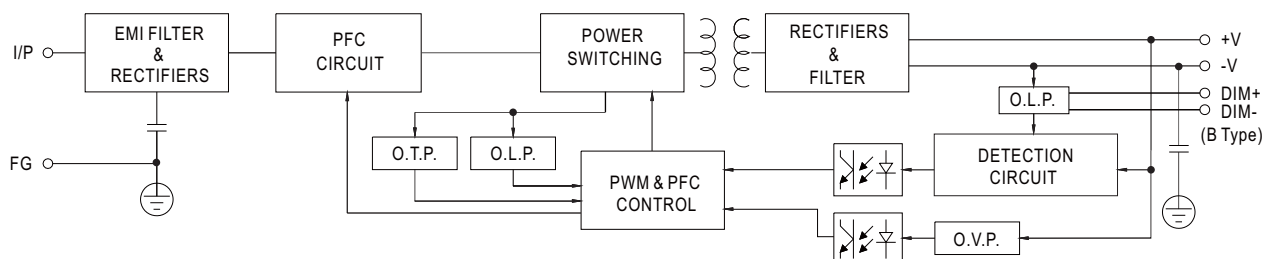 I/P
EMI FILTER
&
RECTIFIERS
PFC
CIRCUIT
POWER
SWITCHING
RECTIFIERS
&
FILTER
+V
-V
DIM+
DIM-
(B Type)
O.L.P.
FG
O.T.P.
O.L.P.
PWM & PFC
CONTROL
DETECTION
CIRCUIT
O.V.P.